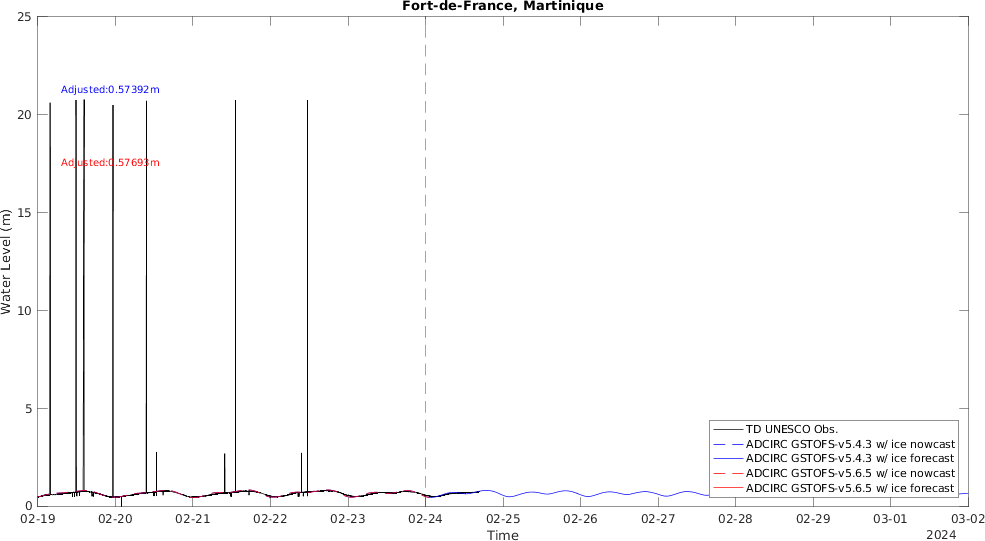 Fort-de-France, Martinique
25
20
15
10
5
0
Water Level (m)
Adjusted:0.57392m
Adjusted:0.57693m
TD UNESCO Obs.
ADCIRC GSTOFS-v5.4.3 w/ ice nowcast
ADCIRC GSTOFS-v5.4.3 w/ ice forecast
ADCIRC GSTOFS-v5.6.5 w/ ice nowcast
ADCIRC GSTOFS-v5.6.5 w/ ice forecast
02-19 02-20 02-21 02-22 02-23 02-24 02-25 02-26 02-27 02-28 02-29 03-01 03-02
Time
2024